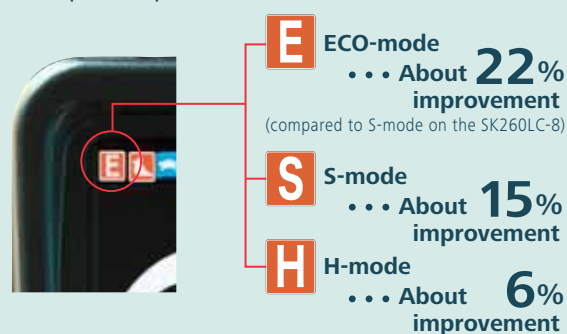 E ECO-mode
• • • About 22%
improvement
(compared to S-mode on the SK260LC-8)
E
S S-mode
• • • About 15%
improvement
H H-mode
• • • About 6%
improvement